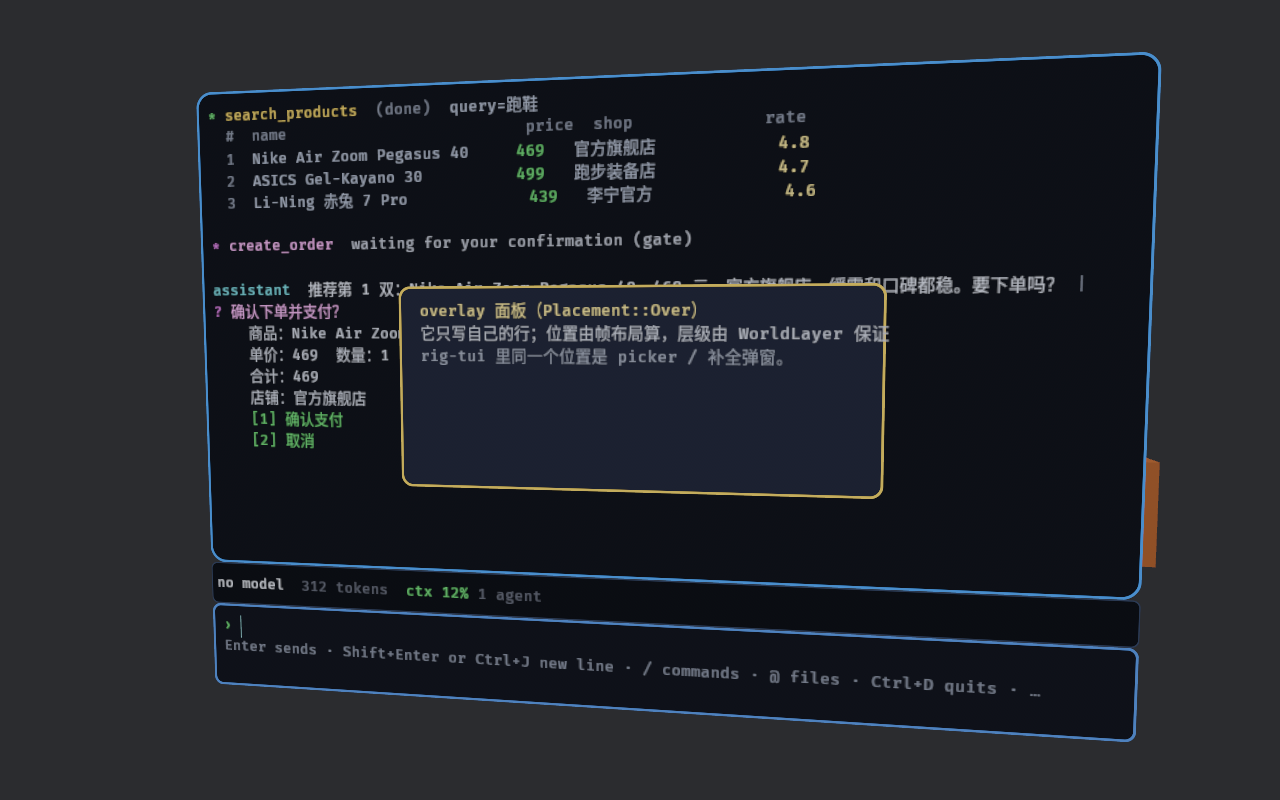 * search_products (done) query=跑鞋
# name price shop rate
1 Nike Air Zoom Pegasus 40 469 官方旗舰店 4.8
2 ASICS Gel-Kayano 30 499 跑步装备店 4.7
3 Li-Ning 赤兔 7 Pro 439 李宁官方 4.6
* create_order waiting for your confirmation (gate)
assistant 推荐第 1 双: 口碑都稳。要下单吗？
? 确认下单并支付?
商品: Nike Air Zoo
单价: 469 数量: 1
合计: 469
店铺: 官方旗舰店
[1] 确认支付
[2] 取消
overlay 面板（Placement::Over）
它只写自己的行; 位置由帧布局算，层级由 WorldLayer 保证
rig-tui 里同一个位置是 picker / 补全弹窗。
no model 312 tokens ctx 12% 1 agent
›
Enter sends · Shift+Enter or Ctrl+J new line · / commands · @ files · Ctrl+D quits · …